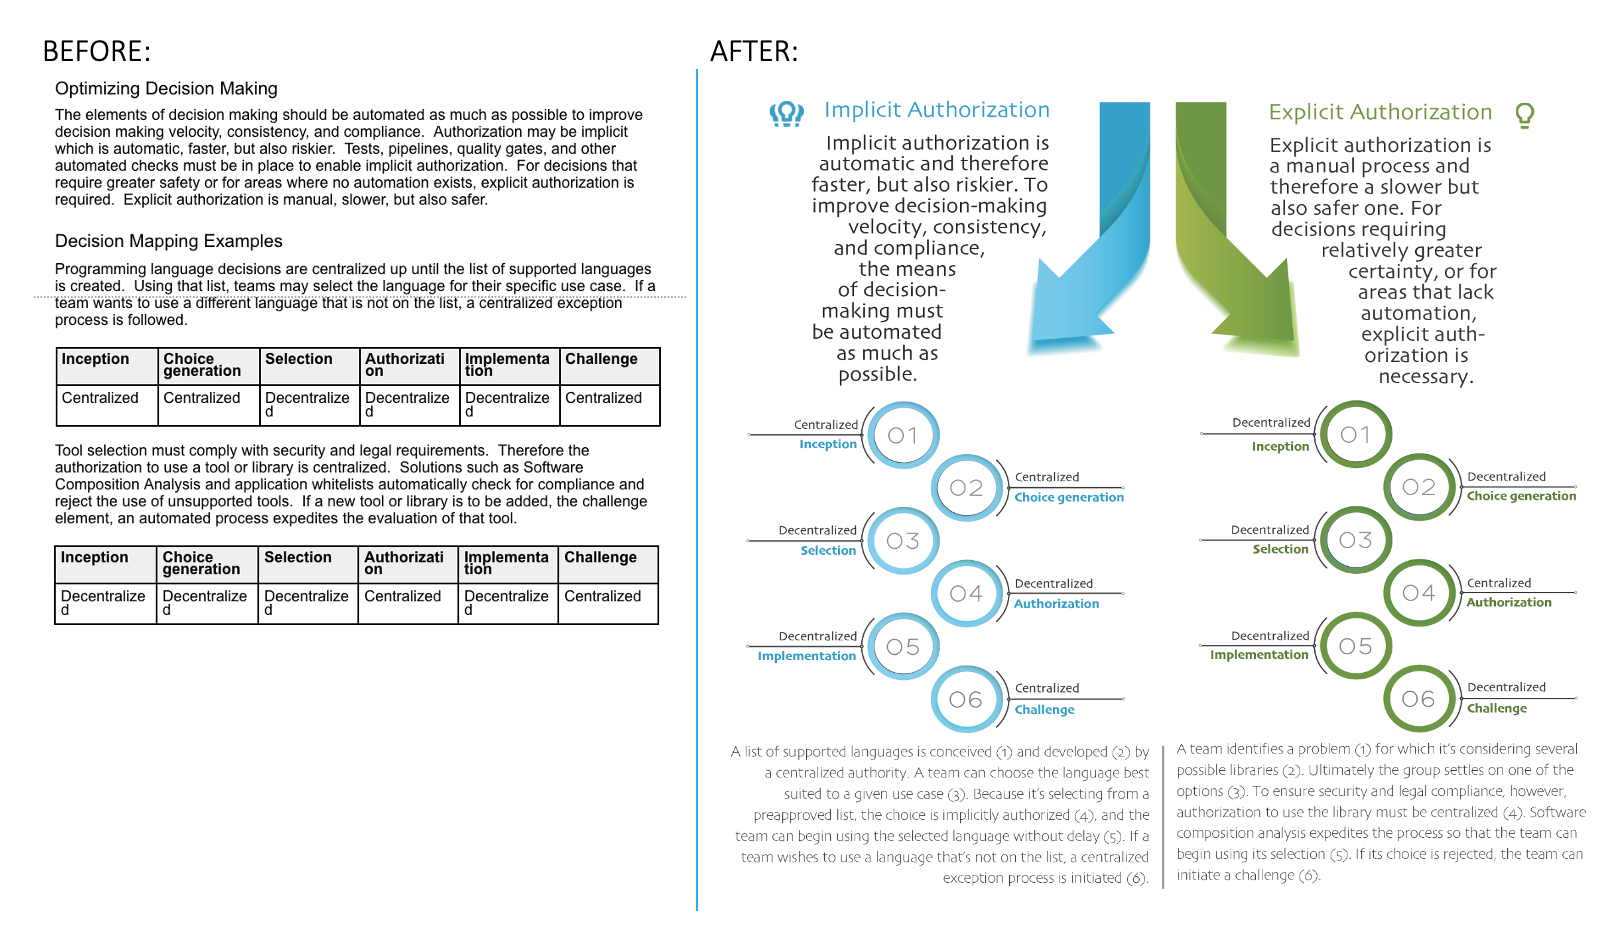 BEFORE:
Optimizing Decision Making
The elements of decision making should be automated as much as possible to improve
decision making velocity, consistency, and compliance.  Authorization may be implicit
which is automatic, faster, but also riskier.  Tests, pipelines, quality gates, and other
automated checks must be in place to enable implicit authorization.  For decisions that
require greater safety or for areas where no automation exists, explicit authorization is
required.  Explicit authorization is manual, slower, but also safer.
Decision Mapping Examples
Programming language decisions are centralized up until the list of supported languages
is created.  Using that list, teams may select the language for their specific use case.  If a
team wants to use a different language that is not on the list, a centralized exception
process is followed.
Inception Choice generation Selection Authorization Implementation Challenge
Centralized Centralized Decentralized Decentralized Decentralized Centralized
Tool selection must comply with security and legal requirements.  Therefore the
authorization to use a tool or library is centralized.  Solutions such as Software
Composition Analysis and application whitelists automatically check for compliance and
reject the use of unsupported tools.  If a new tool or library is to be added, the challenge
element, an automated process expedites the evaluation of that tool.
Inception Choice generation Selection Authorization Implementation Challenge
Decentralized Decentralized Decentralized Centralized Decentralized Centralized
AFTER:
Implicit Authorization
Implicit authorization is
automatic and therefore
faster, but also riskier. To
improve decision-making
velocity, consistency,
and compliance,
the means
of decision-
making must
be automated
as much as
possible.
Centralized
Inception
01
02
Centralized
Choice generation
Decentralized
Selection
03
04
Decentralized
Authorization
Decentralized
Implementation
05
06
Centralized
Challenge
A list of supported languages is conceived (1) and developed (2) by
a centralized authority. A team can choose the language best
suited to a given use case (3). Because it's selecting from a
preapproved list, the choice is implicitly authorized (4), and the
team can begin using the selected language without delay (5). If a
team wishes to use a language that's not on the list, a centralized
exception process is initiated (6).
Explicit Authorization
Explicit authorization is
a manual process and
therefore a slower but
also safer one. For
decisions requiring
relatively greater
certainty, or for
areas that lack
automation,
explicit auth-
orization is
necessary.
Decentralized
Inception
01
02
Decentralized
Choice generation
Decentralized
Selection
03
04
Centralized
Authorization
Decentralized
Implementation
05
06
Decentralized
Challenge
A team identifies a problem (1) for which it's considering several
possible libraries (2). Ultimately the group settles on one of the
options (3). To ensure security and legal compliance, however,
authorization to use the library must be centralized (4). Software
composition analysis expedites the process so that the team can
begin using its selection (5). If its choice is rejected, the team can
initiate a challenge (6).